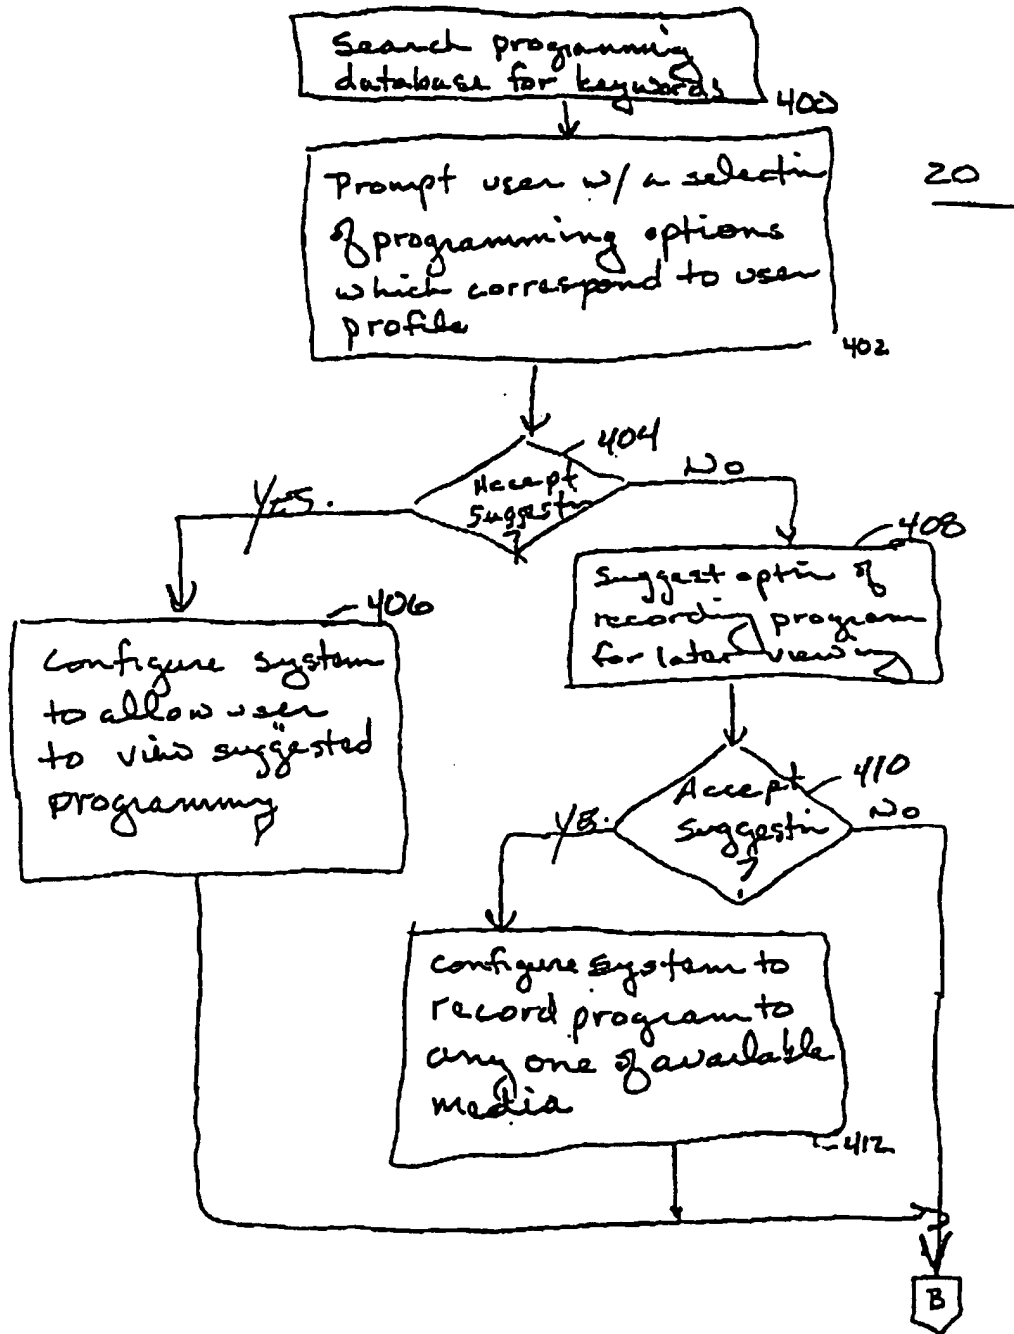 Search programming
database for keywords
400
Prompt user w/ a selection
of programming options
which correspond to user
profile
402
20
404
Accept
Suggestion
?
Yes.
No
406
Configure system
to allow user
to view suggested
programming
408
Suggest option of
recording program
for later viewing
410
Accept
suggestion
?
Yes.
No
configure system to
record program to
any one of available
media
412
B